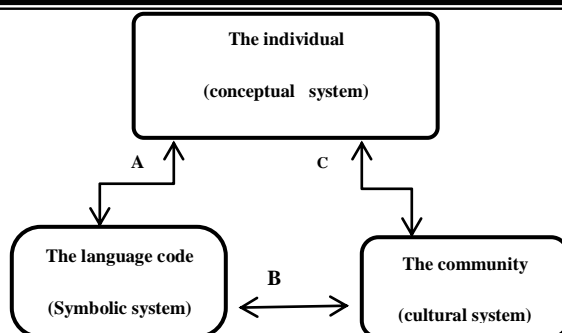 The individual
(conceptual system)
A
C
The language code
(Symbolic system)
B
The community
(cultural system)